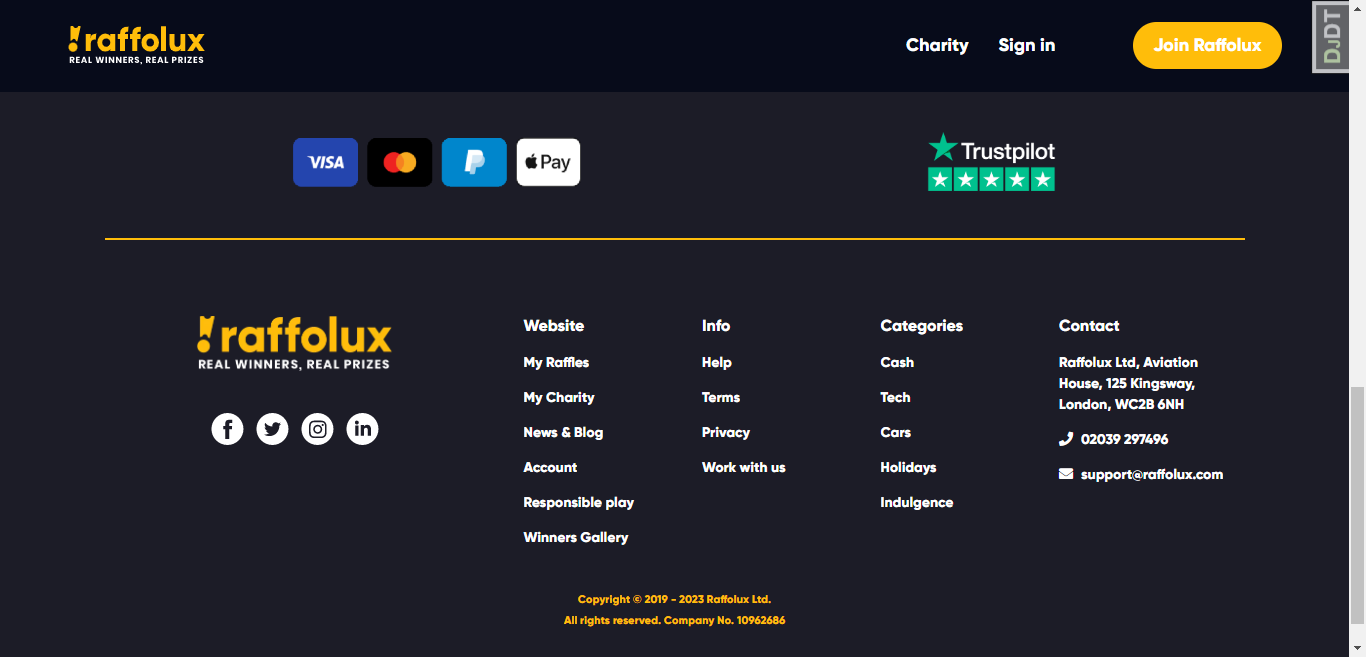 raffolux
REAL WINNERS, REAL PRIZES
Charity
Sign in
Join Raffolux
DJDT
VISA
Pay
Trustpilot
raffolux
REAL WINNERS, REAL PRIZES
Website
My Raffles
My Charity
News & Blog
Account
Responsible play
Winners Gallery
Info
Help
Terms
Privacy
Work with us
Categories
Cash
Tech
Cars
Holidays
Indulgence
Contact
Raffolux Ltd, Aviation
House, 125 Kingsway,
London, WC2B 6NH
02039 297496
support@raffolux.com
Copyright © 2019 - 2023 Raffolux Ltd.
All rights reserved. Company No. 10962686